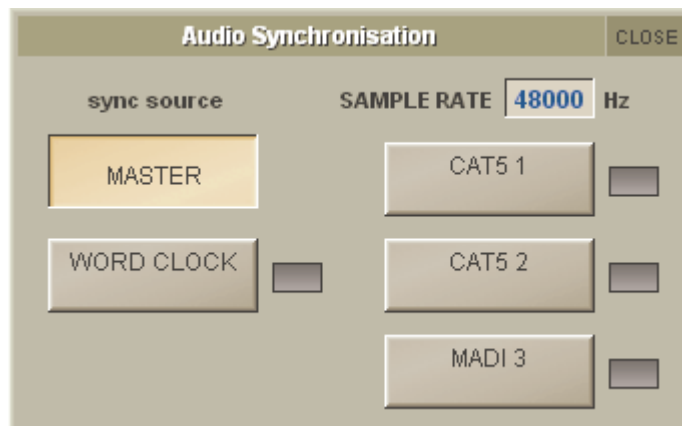 Audio Synchronisation CLOSE
sync source SAMPLE RATE 48000 Hz
MASTER CAT5 1
WORD CLOCK CAT5 2
MADI 3